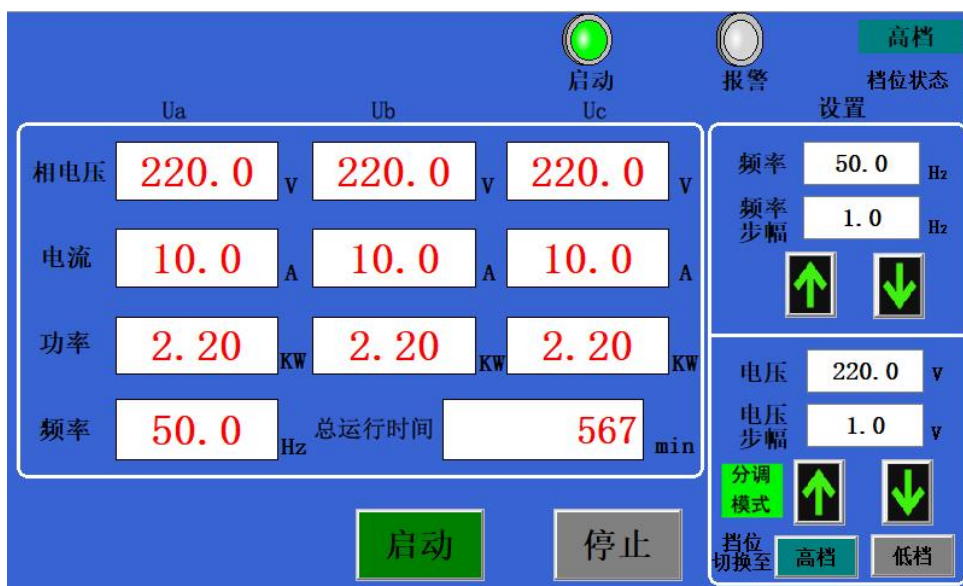 高档
启动 报警 档位状态
Ua Ub Uc 设置
相电压 220.0 V 220.0 V 220.0 V
电流 10.0 A 10.0 A 10.0 A
功率 2.20 KW 2.20 KW 2.20 KW
频率 50.0 Hz 总运行时间 567 min
频率 50.0 Hz
频率
步幅 1.0 Hz
电压 220.0 V
电压
步幅 1.0 V
分调
模式
启动 停止
挡位
切换至 高档 低档